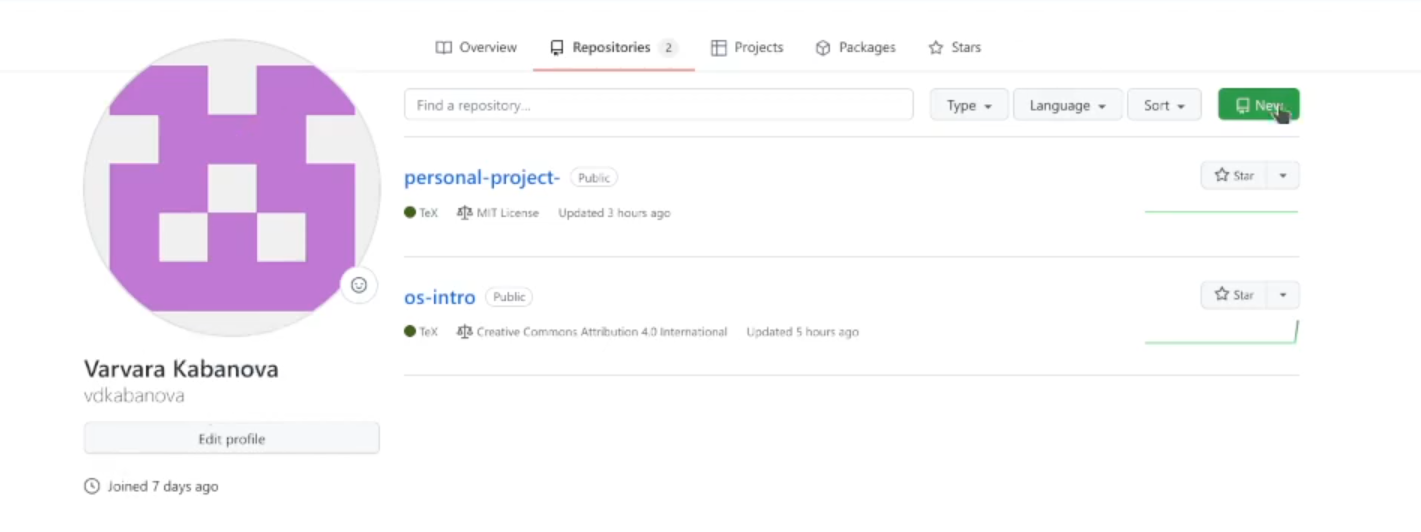 Overview Repositories 2 Projects Packages Stars
Find a repository... Type Language Sort New
personal-project- Public Star
TeX MIT License Updated 3 hours ago
os-intro Public Star
TeX Creative Commons Attribution 4.0 International Updated 5 hours ago
Varvara Kabanova
vdkabanova
Edit profile
Joined 7 days ago